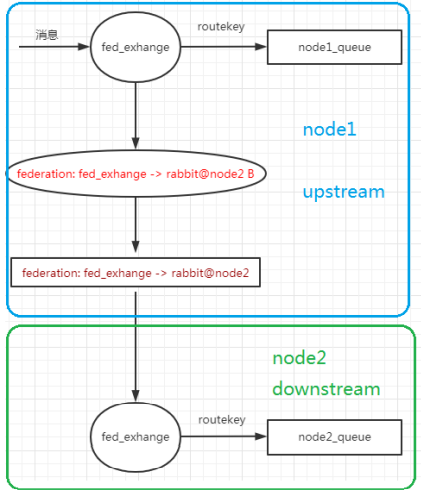 消息
fed_exhange
routekey
node1_queue
node1
federation: fed_exhange -> rabbit@node2 B
upstream
federation: fed_exhange -> rabbit@node2
node2
downstream
fed_exhange
routekey
node2_queue